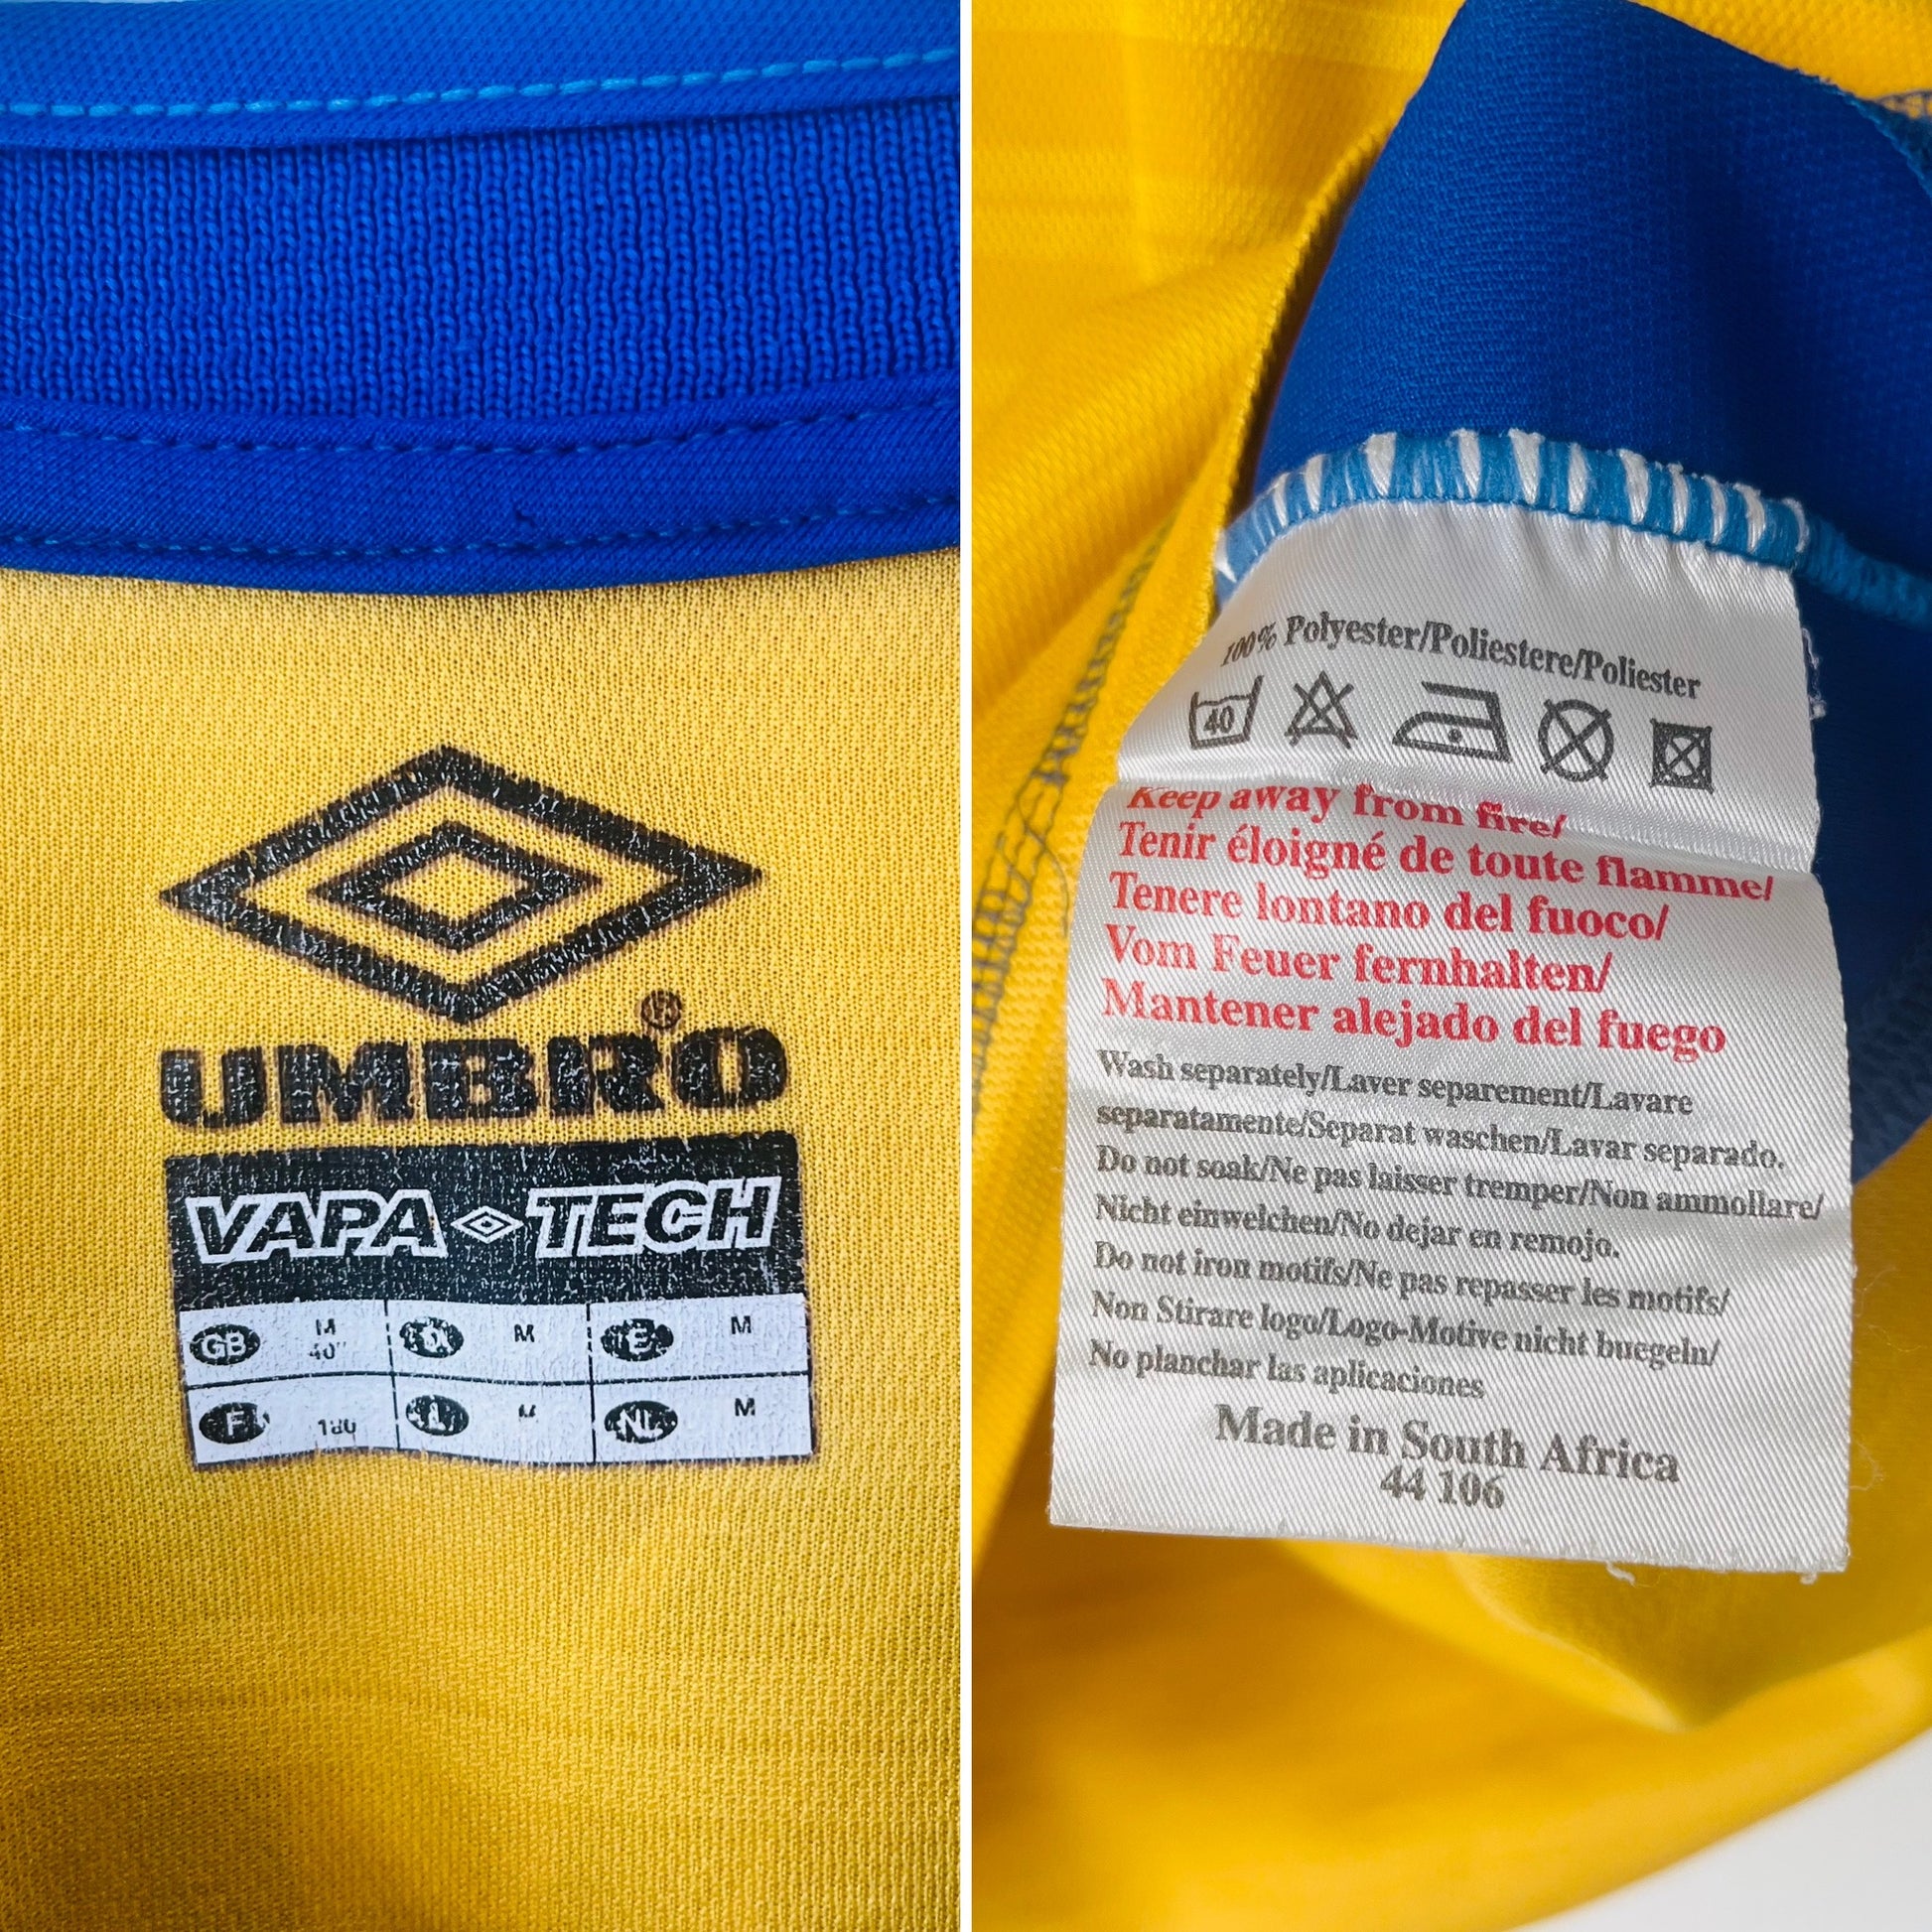 UMBRO®
VAPA TECH
GB M 40" M E M
F M NL M
100% Polyester/Poliestere/Poliester
40
Keep away from fire/
Tenir éloigné de toute flamme/
Tenere lontano del fuoco/
Vom Feuer fernhalten/
Mantener alejado del fuego
Wash separately/Laver separement/Lavare
separatamente/Separat waschen/Lavar separado.
Do not soak/Ne pas laisser tremper/Non ammollare/
Nicht einwelchen/No dejar en remojo.
Do not iron motifs/Ne pas repasser les motifs/
Non Stirare logo/Logo-Motive nicht buegeln/
No planchar las aplicaciones
Made in South Africa
44 106